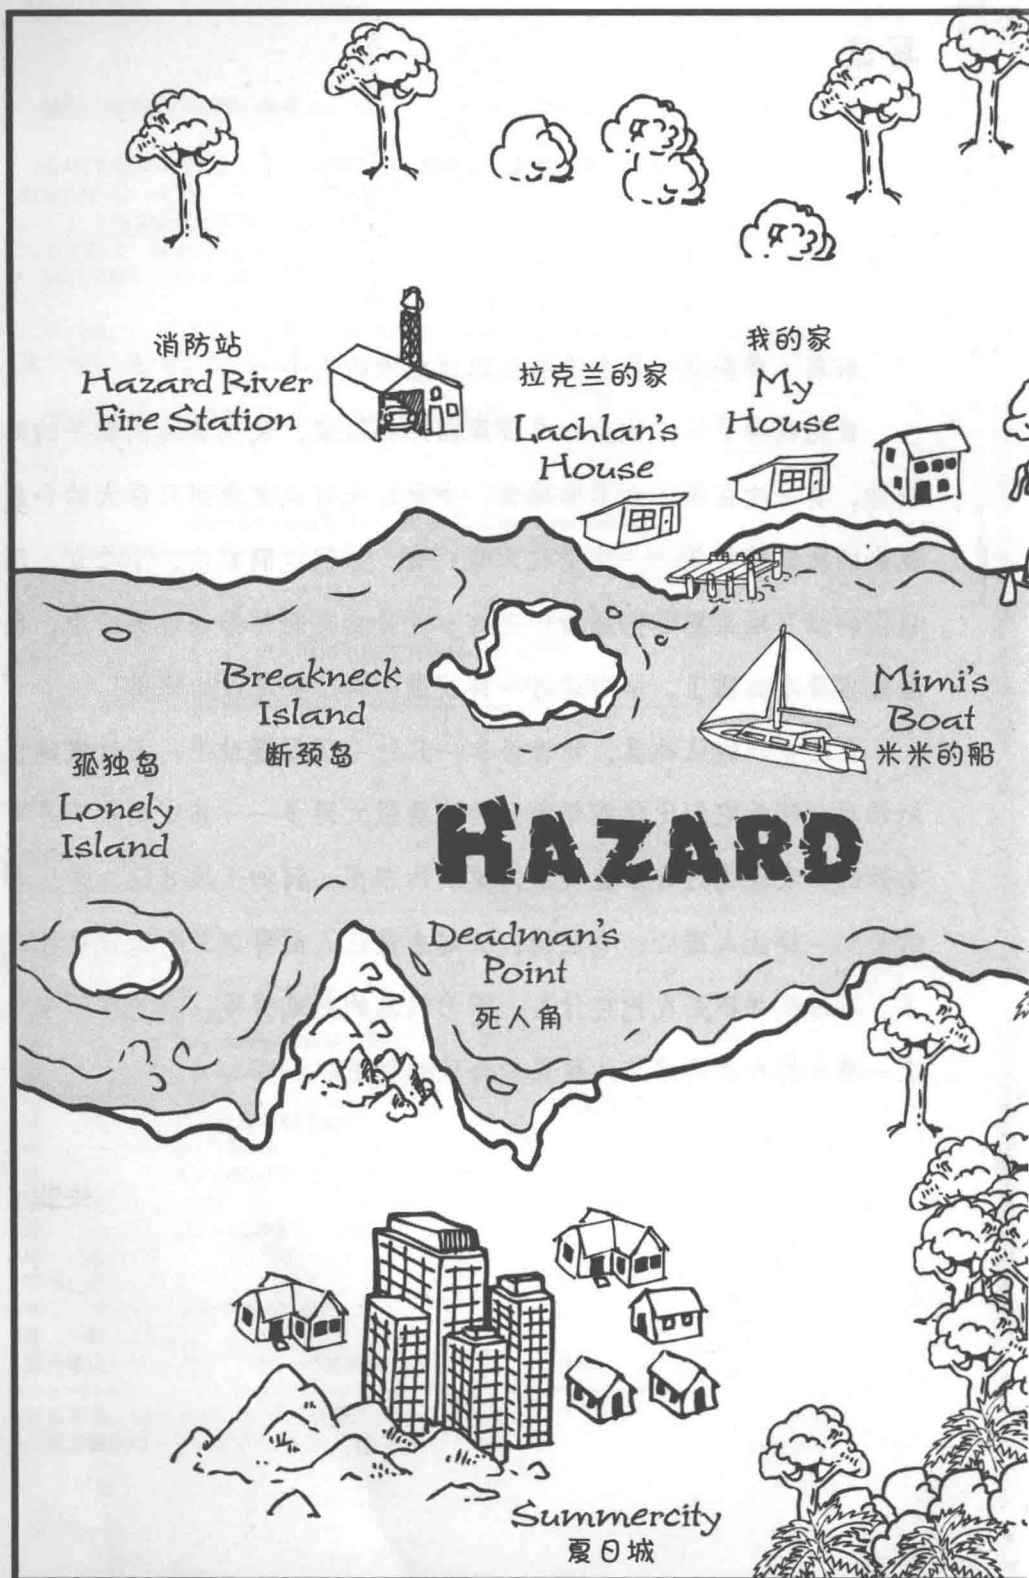 消防站
Hazard River
Fire Station
拉克兰的家
Lachlan's
House
我的家
My
House
Breakneck
Island
断颈岛
Mimi's
Boat
米米的船
孤独岛
Lonely
Island
HAZARD
Deadman's
Point
死人角
Summercity
夏日城